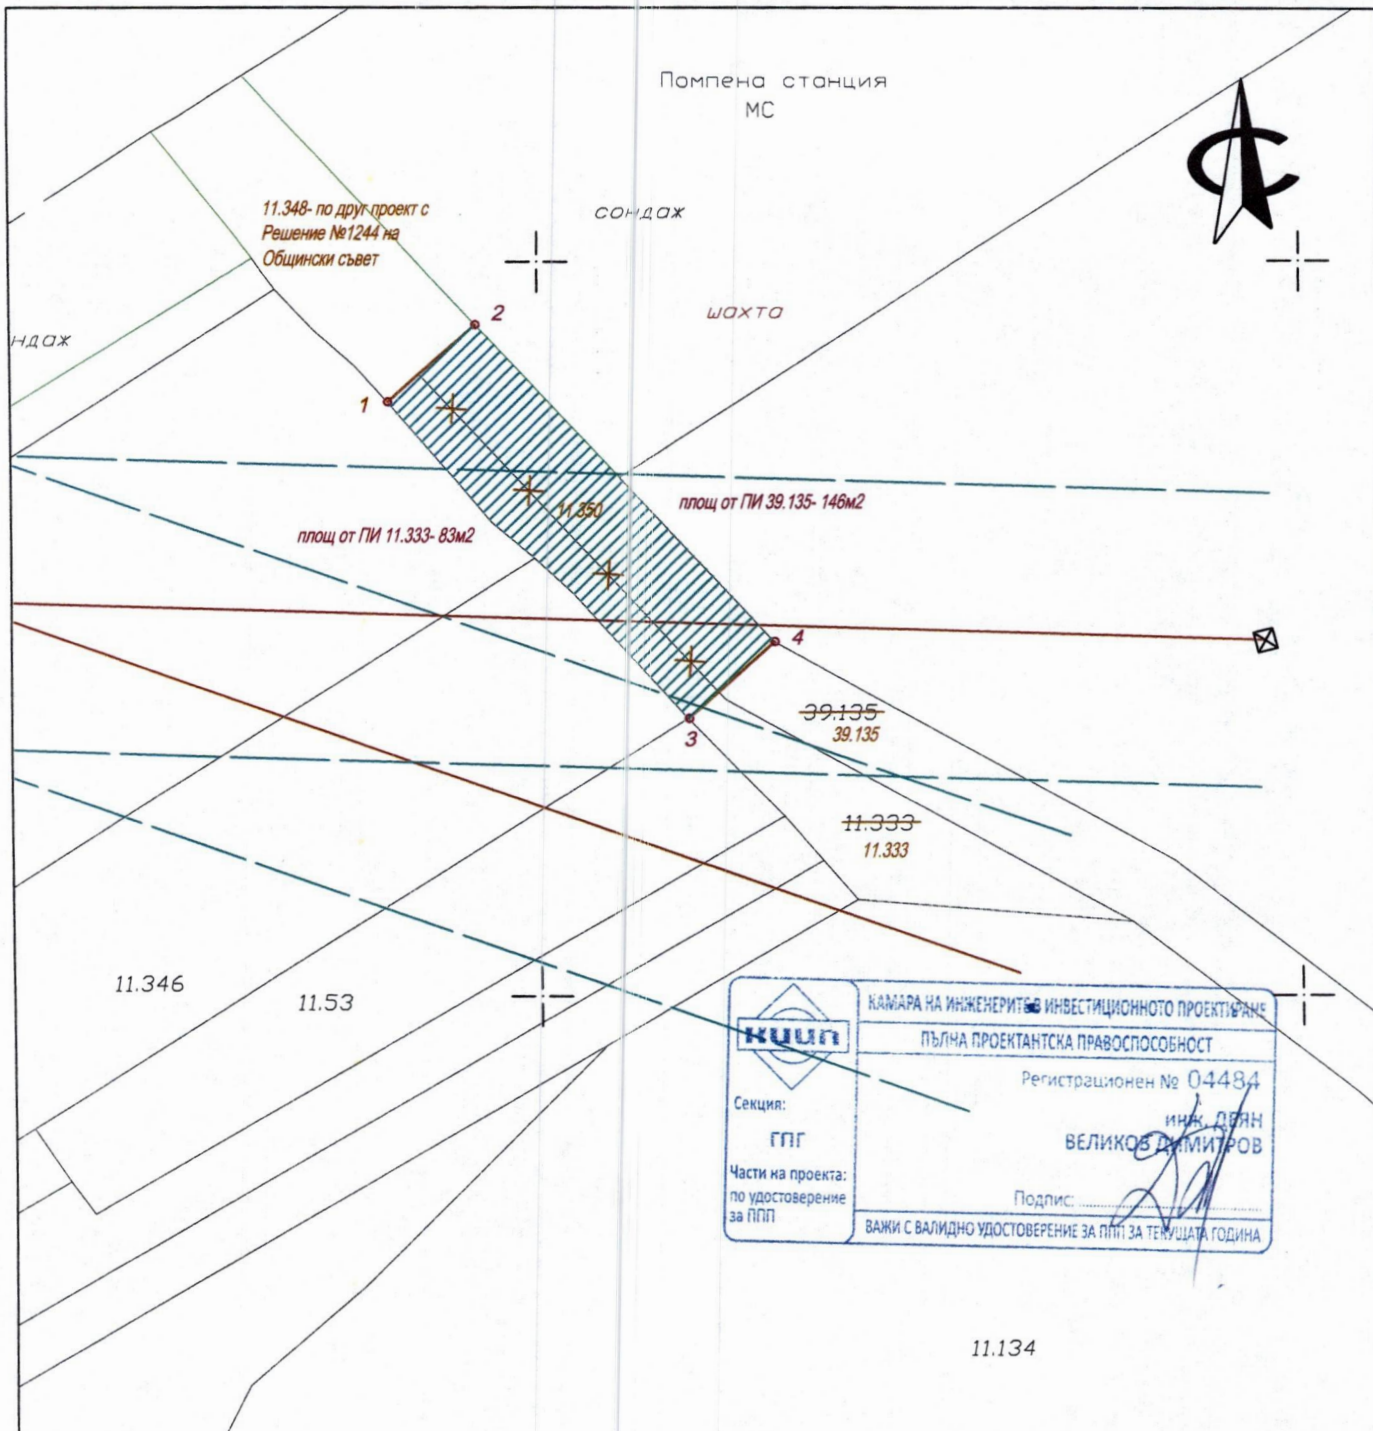 Помпена станция
МС
11.348- по друг проект с
Решение №1244 на
Общински съвет
сондаж
шахта
ндаж
2
1
11.350
площ от ПИ 39.135- 146м2
площ от ПИ 11.333- 83м2
4
3
39.135
39.135
11.333
11.333
11.346
11.53
КАМАРА НА ИНЖЕНЕРИТЕ В ИНВЕСТИЦИОННОТО ПРОЕКТИРАНЕ
КИИП
ПЪЛНА ПРОЕКТАНТСКА ПРАВОСПОСОБНОСТ
Регистрационен № 04484
Секция:
ГПГ
инж. ДЕЯН
ВЕЛИКОВ ДИМИТРОВ
Части на проекта:
по удостоверение
за ППП
Подпис:
ВАЖИ С ВАЛИДНО УДОСТОВЕРЕНИЕ ЗА ППП ЗА ТЕКУЩАТА ГОДИНА
11.134